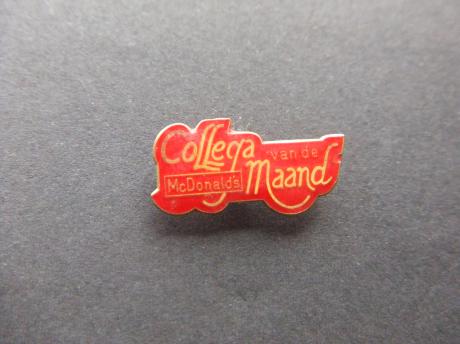 Collega van de
McDonald's Maand